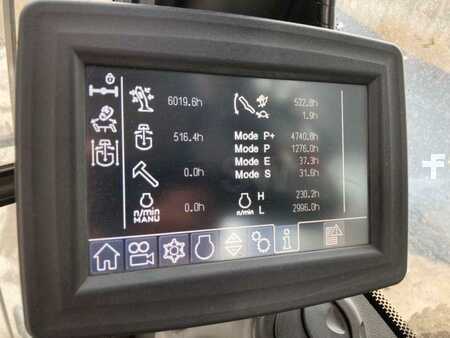 6019.6h 522.8h
1.9h
516.4h Mode P+ 4740.8h
Mode P 1276.0h
Mode E 37.3h
0.0h Mode S 31.6h
H 230.2h
n/min 0.0h n/min L 2996.0h
MANU
i